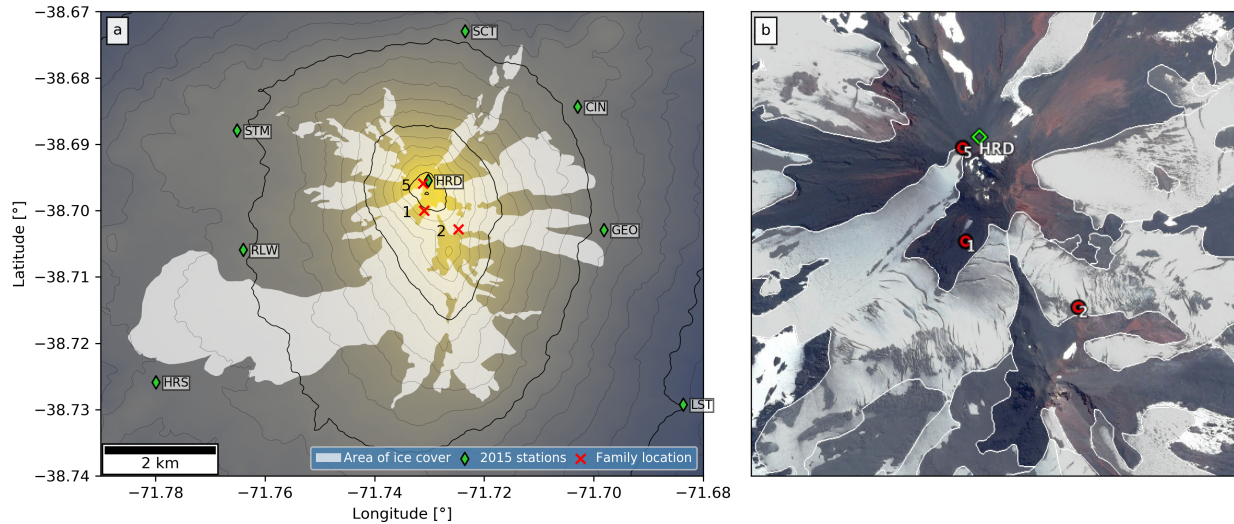 a
b
−38.67
−38.68
−38.69
−38.70
−38.71
−38.72
−38.73
−38.74
Latitude [°]
SCT
CIN
STM
HRD
5
1
2
GEO
RLW
HRS
LST
2 km
Area of ice cover
2015 stations
Family location
−71.78
−71.76
−71.74
−71.72
−71.70
−71.68
Longitude [°]
5
HRD
1
2